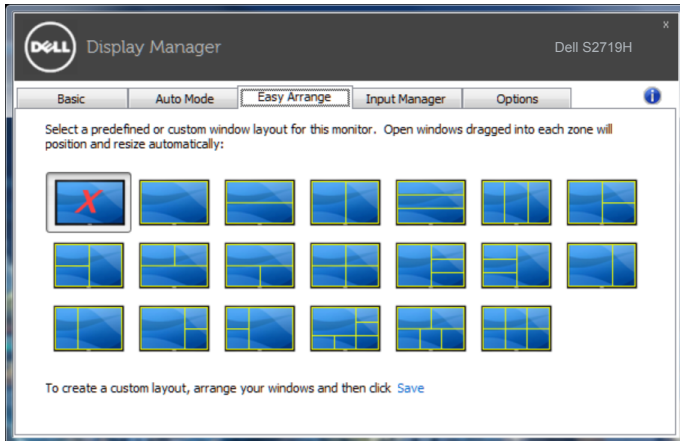 x
DELL Display Manager Dell S2719H
Basic Auto Mode Easy Arrange Input Manager Options i
Select a predefined or custom window layout for this monitor. Open windows dragged into each zone will
position and resize automatically:
X
To create a custom layout, arrange your windows and then click Save